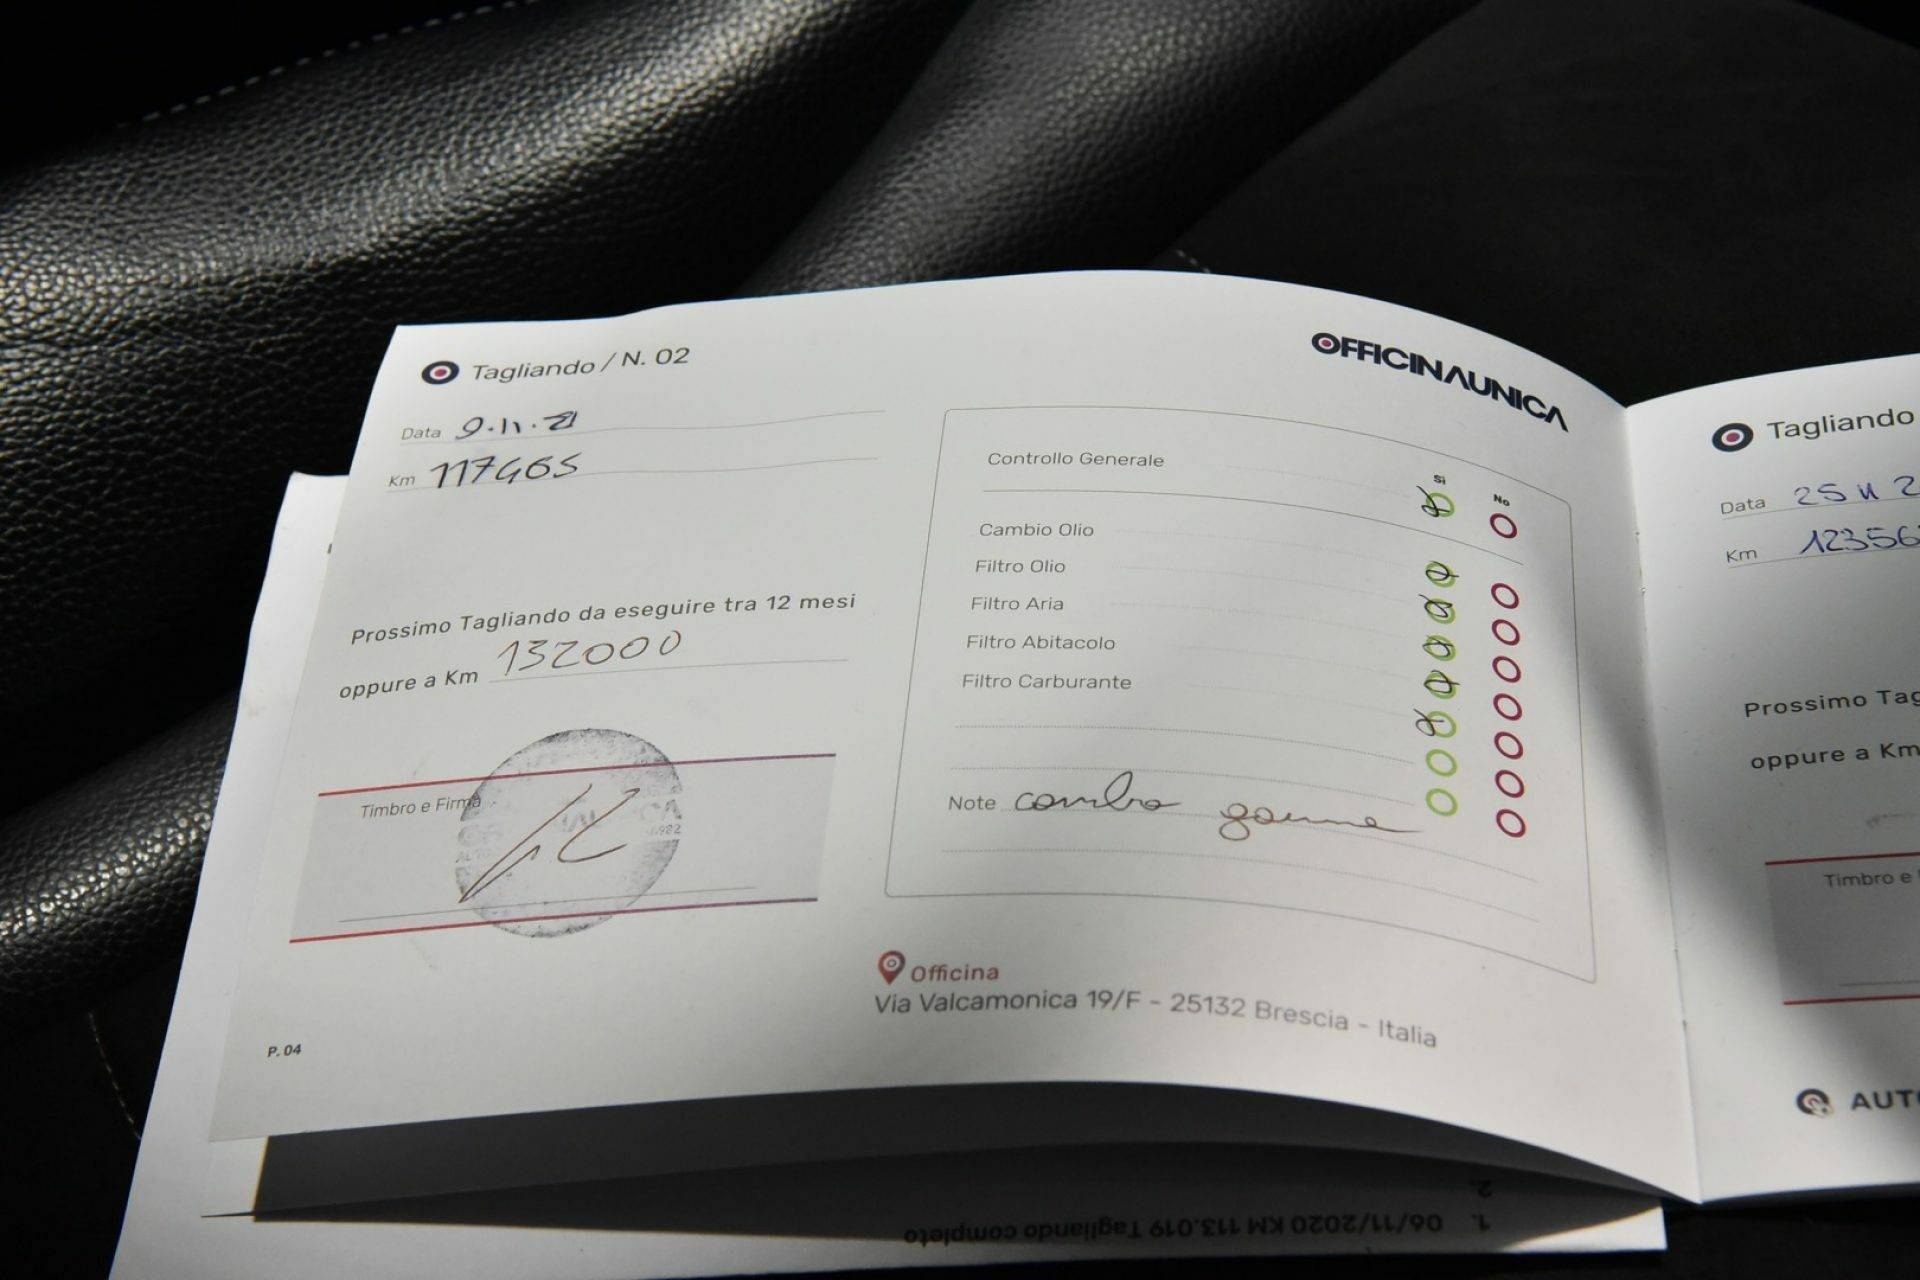 Tagliando / N. 02
OFFICINAUNICA
Data 9.11.21
Km 117465
Prossimo Tagliando da eseguire tra 12 mesi
oppure a Km 132000
Timbro e Firma
Controllo Generale
Sì No
Cambio Olio
Filtro Olio
Filtro Aria
Filtro Abitacolo
Filtro Carburante
Note cambio gomme
Officina
Via Valcamonica 19/F - 25132 Brescia - Italia
P. 04
Tagliando
Data 25 11 2
Km 12356
Prossimo Tag
oppure a Km
Timbro e
AUTO
1. 06/11/2020 KM 113.019 Tagliando completo
2.